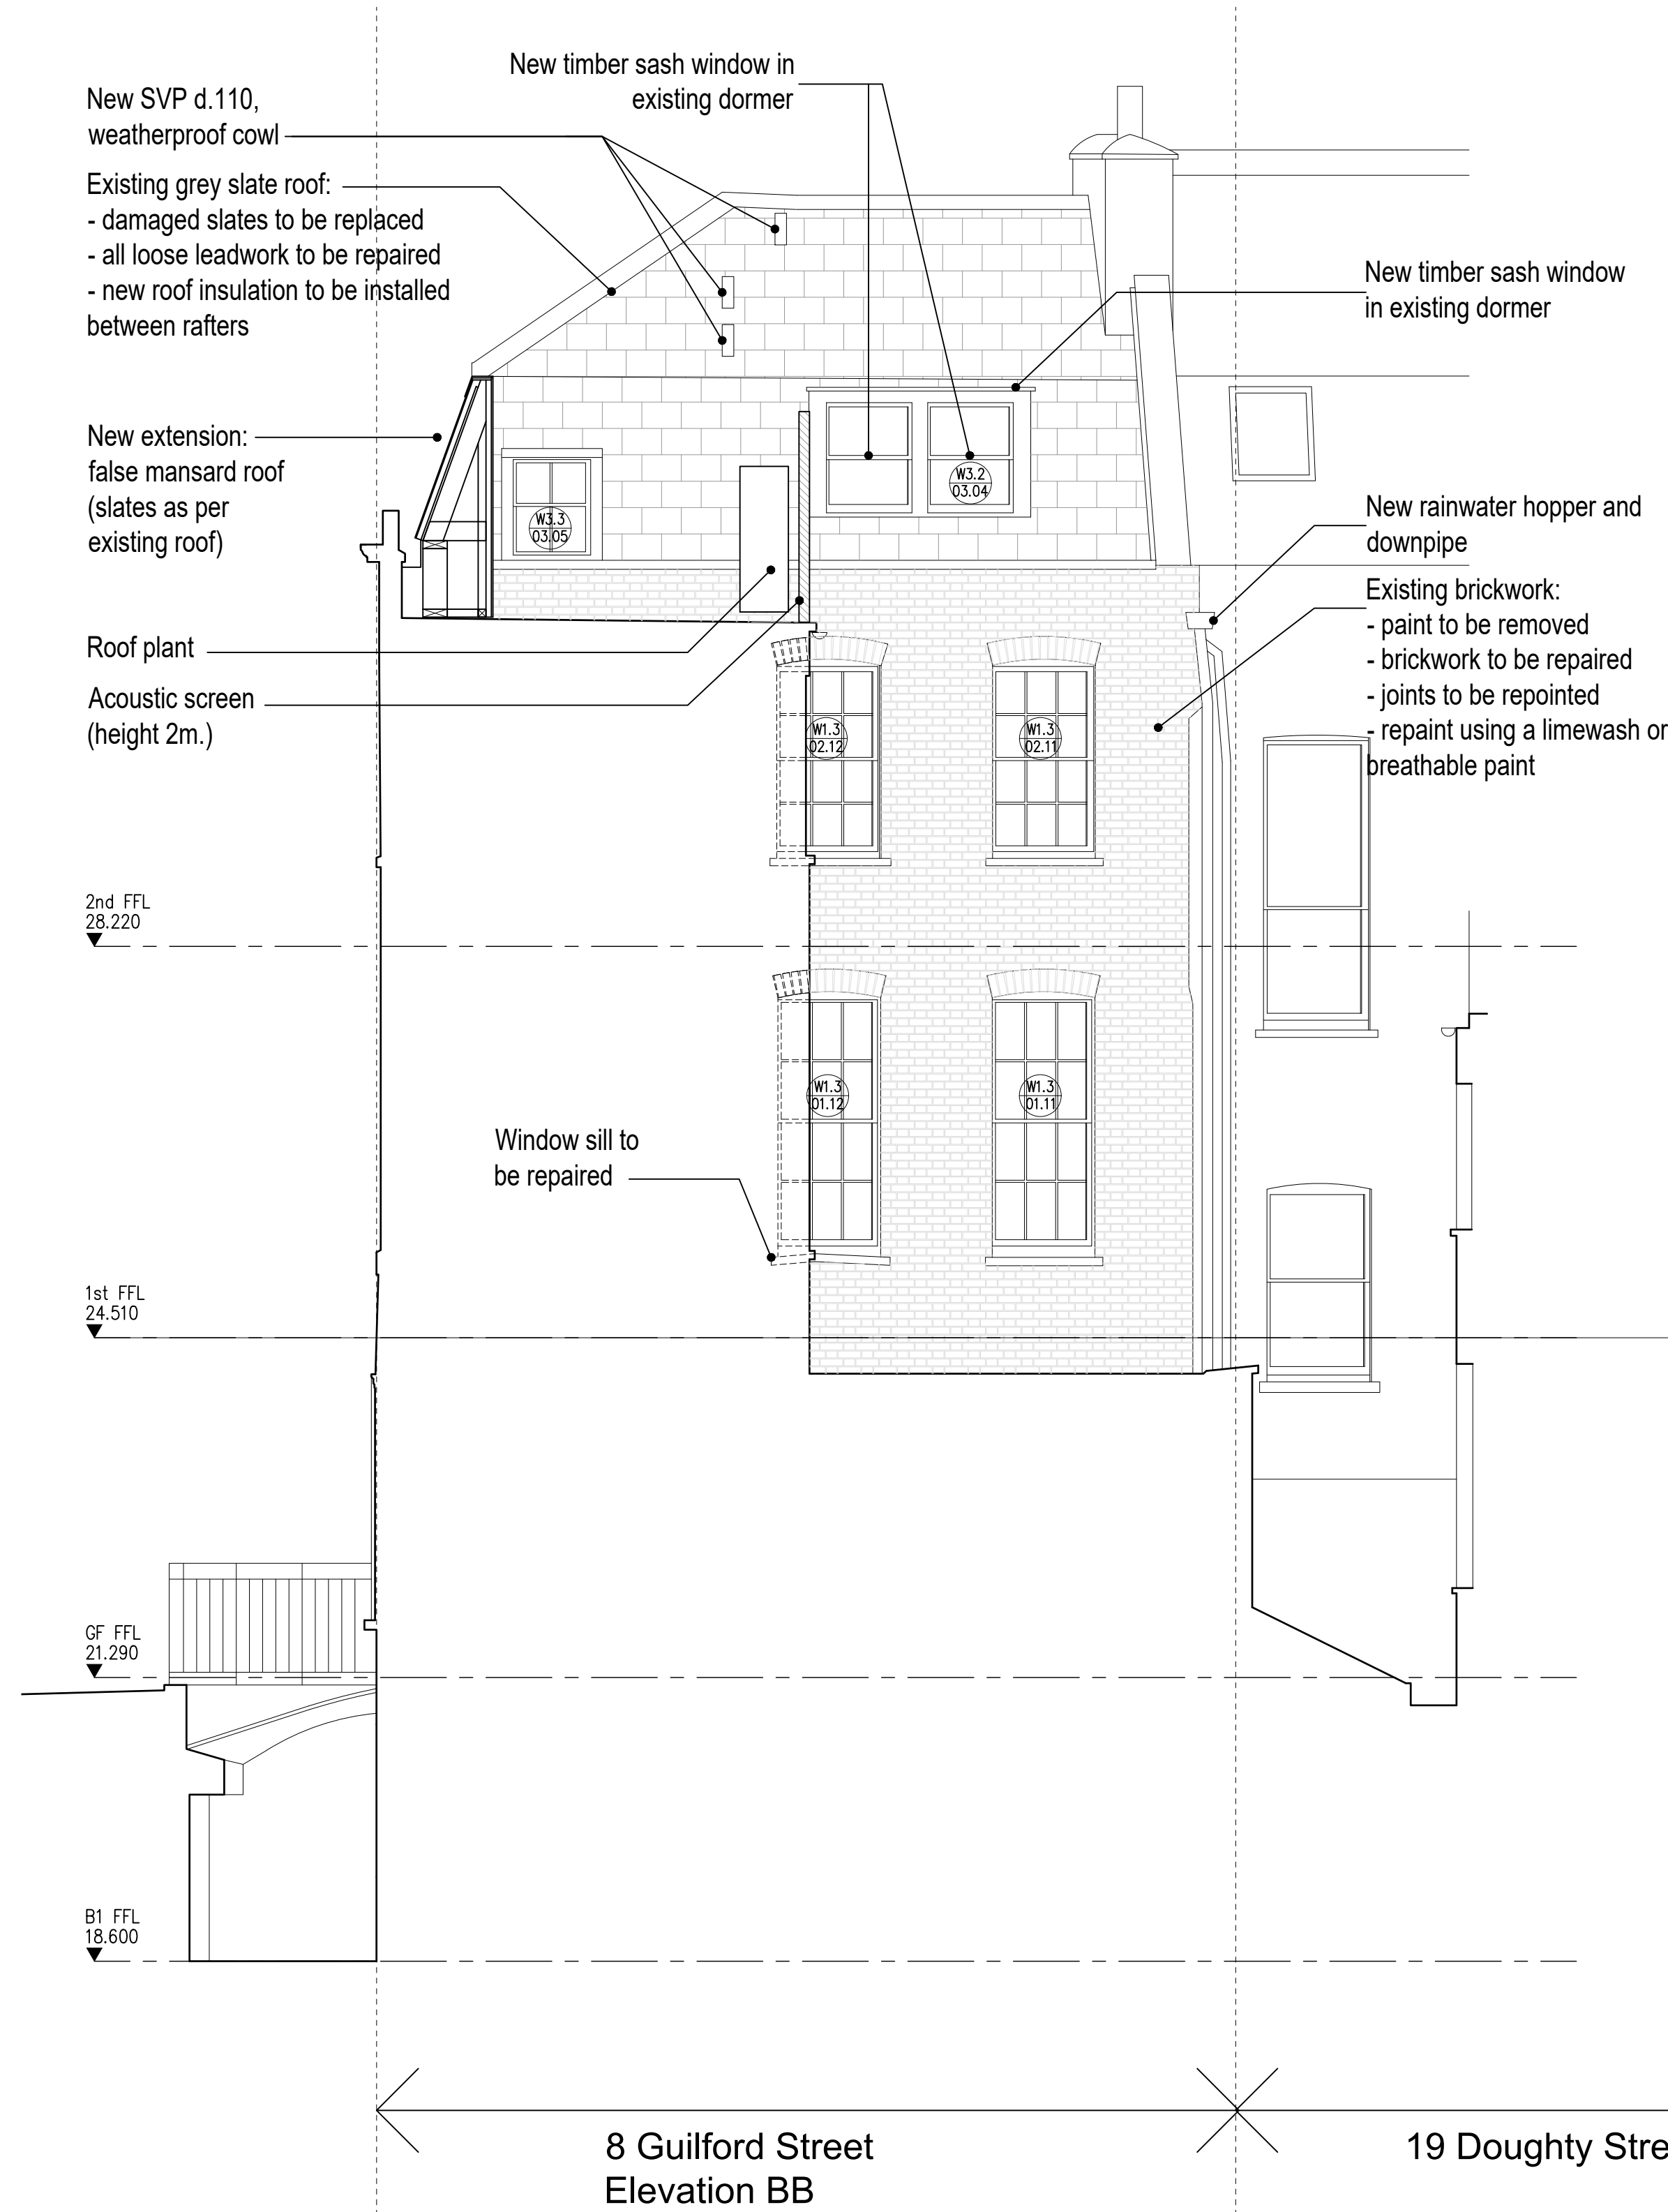 New timber sash window in
existing dormer
New SVP d.110,
weatherproof cowl
Existing grey slate roof:
- damaged slates to be replaced
- all loose leadwork to be repaired
- new roof insulation to be installed
between rafters
New timber sash window
in existing dormer
New extension:
false mansard roof
(slates as per
existing roof)
W3.2
03.04
W3.3
03.05
New rainwater hopper and
downpipe
Existing brickwork:
- paint to be removed
- brickwork to be repaired
- joints to be repointed
- repaint using a limewash or
breathable paint
Roof plant
Acoustic screen
(height 2m.)
W1.3
02.12
W1.3
02.11
2nd FFL
28.220
W1.3
01.12
W1.3
01.11
Window sill to
be repaired
1st FFL
24.510
GF FFL
21.290
B1 FFL
18.600
8 Guilford Street
Elevation BB
19 Doughty Stre